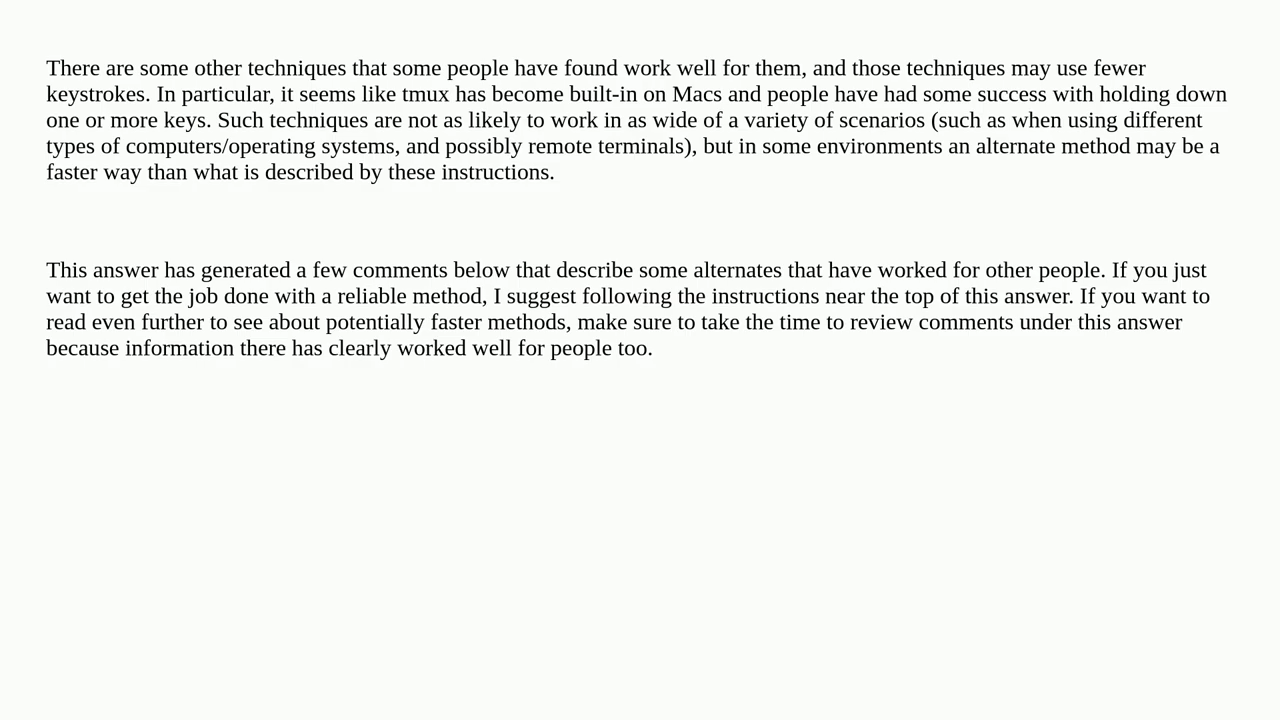 There are some other techniques that some people have found work well for them, and those techniques may use fewer
keystrokes. In particular, it seems like tmux has become built-in on Macs and people have had some success with holding down
one or more keys. Such techniques are not as likely to work in as wide of a variety of scenarios (such as when using different
types of computers/operating systems, and possibly remote terminals), but in some environments an alternate method may be a
faster way than what is described by these instructions.
This answer has generated a few comments below that describe some alternates that have worked for other people. If you just
want to get the job done with a reliable method, I suggest following the instructions near the top of this answer. If you want to
read even further to see about potentially faster methods, make sure to take the time to review comments under this answer
because information there has clearly worked well for people too.